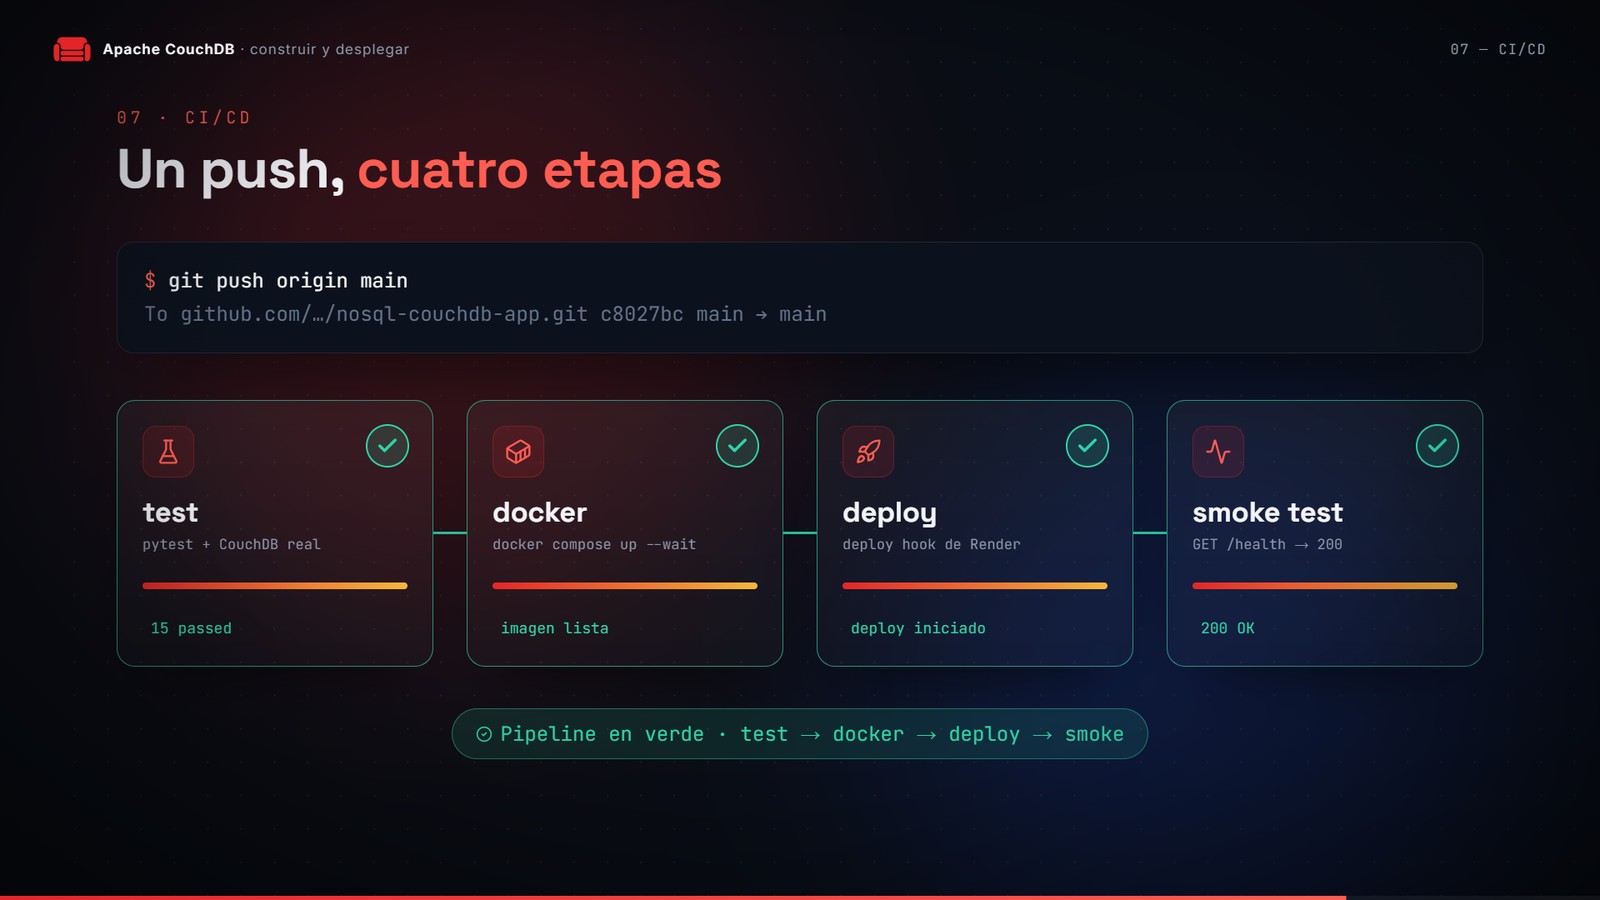 Apache CouchDB · construir y desplegar
07 — CI/CD
07 · CI/CD
Un push, cuatro etapas
$ git push origin main
To github.com/…/nosql-couchdb-app.git c8027bc main → main
test
pytest + CouchDB real
15 passed
docker
docker compose up --wait
imagen lista
deploy
deploy hook de Render
deploy iniciado
smoke test
GET /health → 200
200 OK
Pipeline en verde · test → docker → deploy → smoke